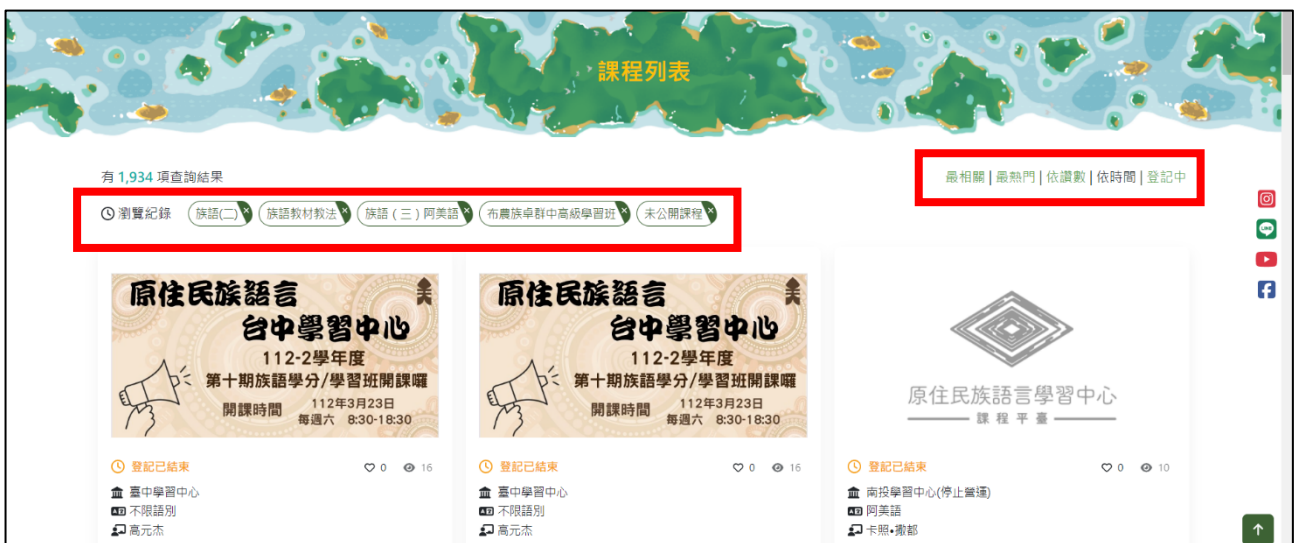 課程列表
有 1,934 項查詢結果
最相關 | 最熱門 | 依讚數 | 依時間 | 登記中
瀏覽紀錄 族語(二) 族語教材教法 族語 ( 三 ) 阿美語 布農族卓群中高級學習班 未公開課程
原住民族語言
台中學習中心
112-2學年度
第十期族語學分/學習班開課囉
開課時間 112年3月23日
每週六 8:30-18:30
登記已結束 0 16
臺中學習中心
不限語別
高元杰
原住民族語言
台中學習中心
112-2學年度
第十期族語學分/學習班開課囉
開課時間 112年3月23日
每週六 8:30-18:30
登記已結束 0 16
臺中學習中心
不限語別
高元杰
原住民族語言學習中心
課程平臺
登記已結束 0 10
南投學習中心(停止營運)
阿美語
卡照•撒都